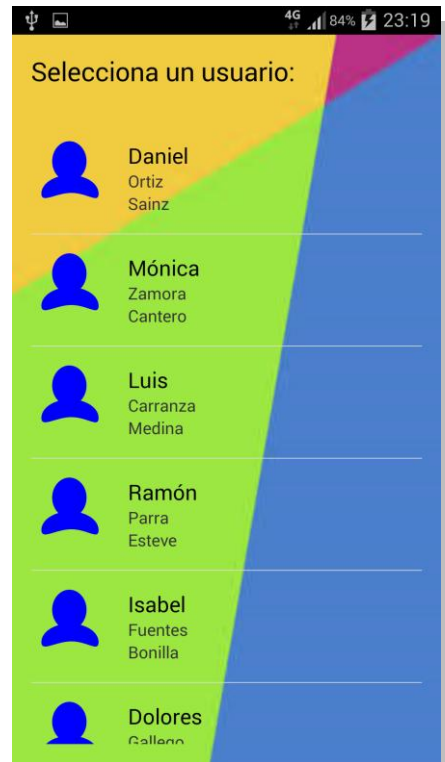 4G 84% 23:19
Selecciona un usuario:
Daniel
Ortiz
Sainz
Mónica
Zamora
Cantero
Luis
Carranza
Medina
Ramón
Parra
Esteve
Isabel
Fuentes
Bonilla
Dolores
Gallego